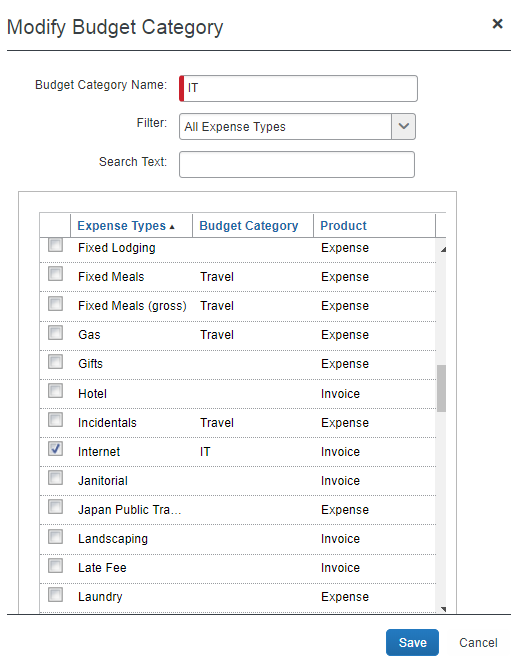 Modify Budget Category ×
Budget Category Name: IT
Filter: All Expense Types
Search Text:
Expense Types Budget Category Product
Fixed Lodging Expense
Fixed Meals Travel Expense
Fixed Meals (gross) Travel Expense
Gas Travel Expense
Gifts Expense
Hotel Invoice
Incidentals Travel Expense
Internet IT Invoice
Janitorial Invoice
Japan Public Tra... Expense
Landscaping Invoice
Late Fee Invoice
Laundry Expense
Save Cancel